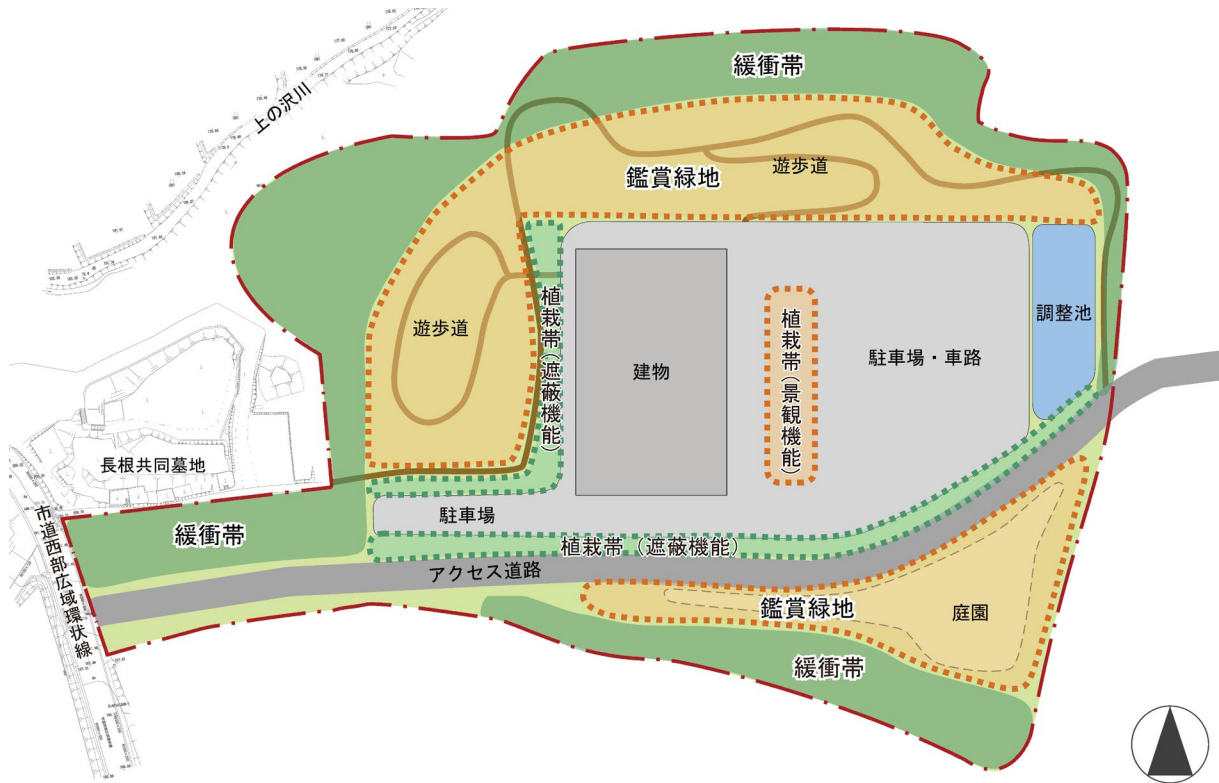 緩衝帯
上の沢川
鑑賞緑地
遊歩道
植栽帯(遮蔽機能)
遊歩道
建物
植栽帯(景観機能)
駐車場・車路
調整池
長根共同墓地
駐車場
緩衝帯
植栽帯(遮蔽機能)
アクセス道路
市道西部広域環状線
鑑賞緑地
庭園
緩衝帯